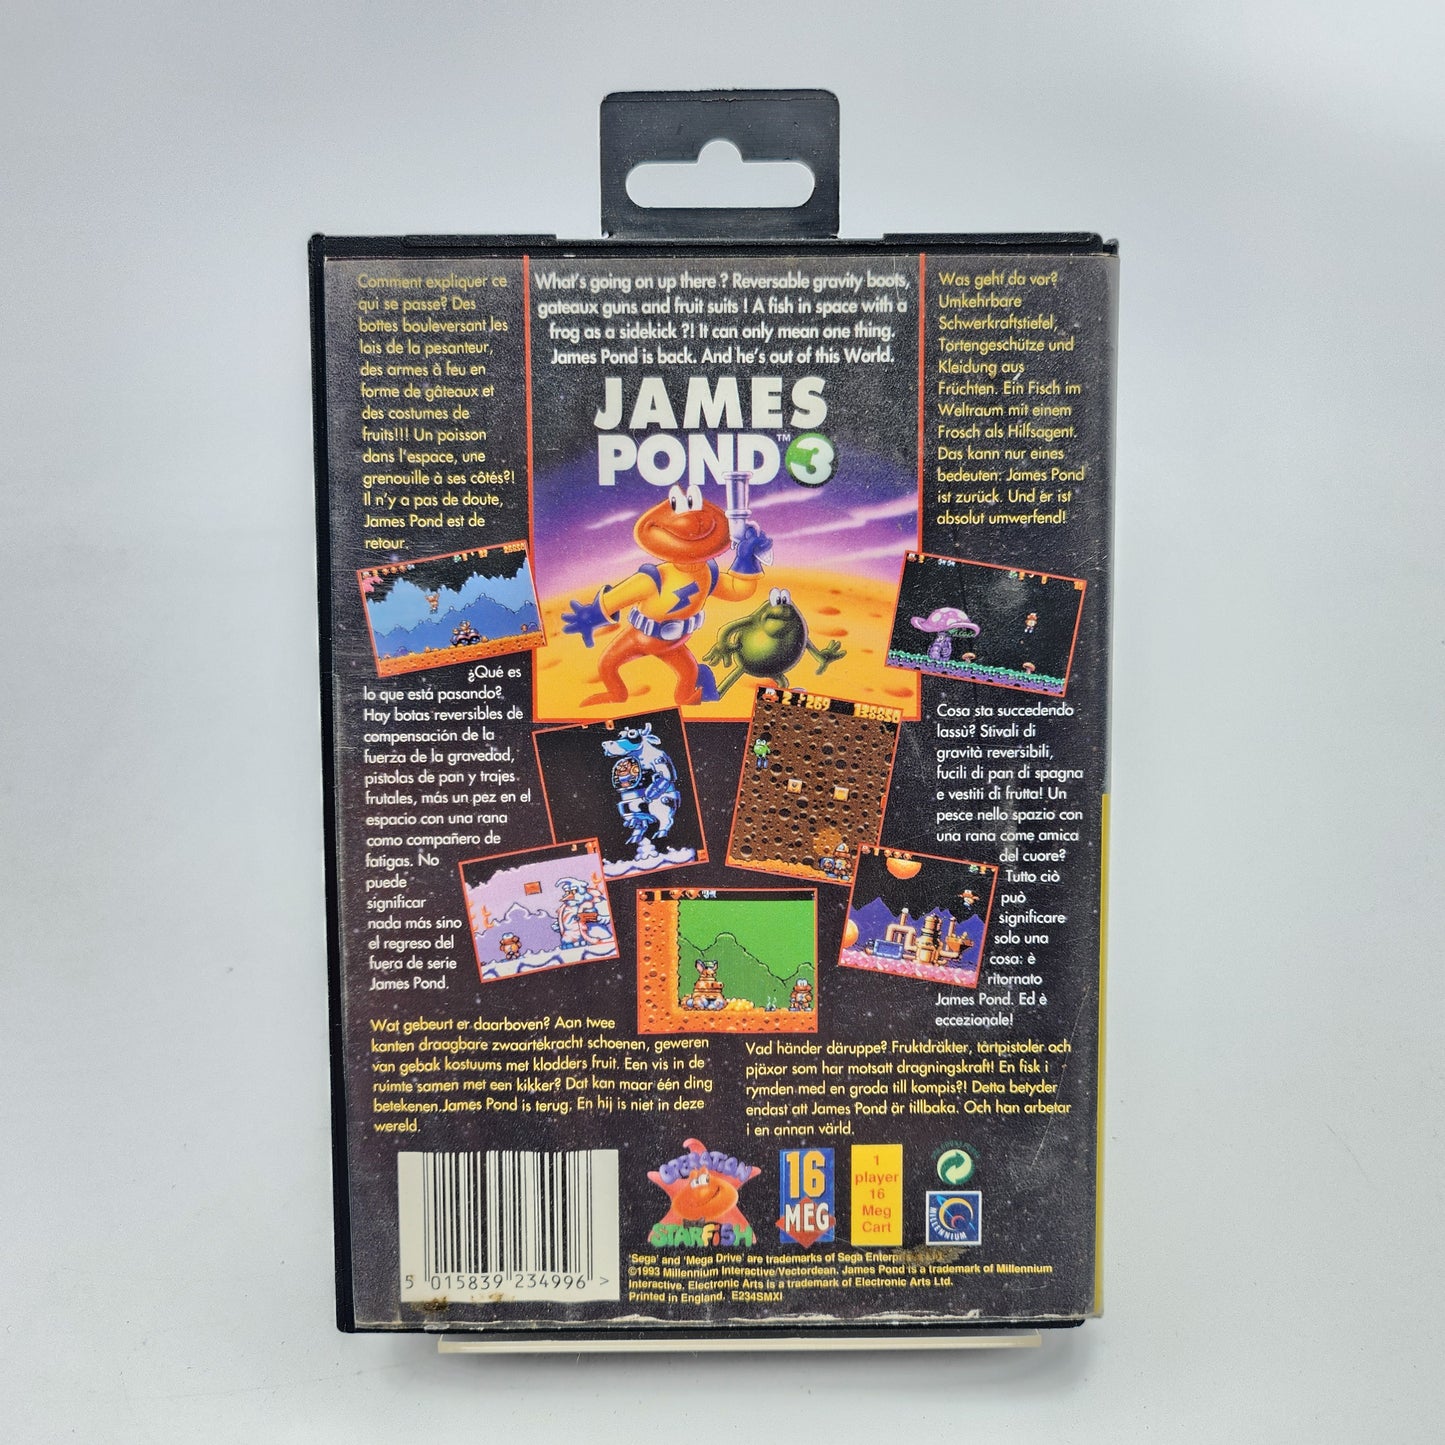 Comment expliquer ce
qui se passe? Des
bottes bouleversant les
lois de la pesanteur,
des armes à feu en
forme de gâteaux et
des costumes de
fruits!!! Un poisson
dans l'espace, une
grenouille à ses côtés?!
Il n'y a pas de doute,
James Pond est de
retour.
What's going on up there ? Reversable gravity boots,
gateaux guns and fruit suits ! A fish in space with a
frog as a sidekick ?! It can only mean one thing.
James Pond is back. And he's out of this World.
JAMES
POND™3
Was geht da vor?
Umkehrbare
Schwerkraftstiefel,
Tortengeschütze und
Kleidung aus
Früchten. Ein Fisch im
Weltraum mit einem
Frosch als Hilfsagent.
Das kann nur eines
bedeuten: James Pond
ist zurück. Und er ist
absolut umwerfend!
¿Qué es
lo que está pasando?
Hay botas reversibles de
compensación de la
fuerza de la gravedad,
pistolas de pan y trajes
frutales, más un pez en el
espacio con una rana
como compañero de
fatigas. No
puede
significar
nada más sino
el regreso del
fuera de serie
James Pond.
2 269 138850
Cosa sta succedendo
lassù? Stivali di
gravità reversibili,
fucili di pan di spagna
e vestiti di frutta! Un
pesce nello spazio con
una rana come amica
del cuore?
Tutto ciò
può
significare
solo una
cosa: è
ritornato
James Pond. Ed è
eccezionale!
Wat gebeurt er daarboven? Aan twee
kanten draagbare zwaartekracht schoenen, geweren
van gebak kostuums met klodders fruit. Een vis in de
ruimte samen met een kikker? Dat kan maar één ding
betekenen.James Pond is terug. En hij is niet in deze
wereld.
Vad händer däruppe? Fruktdräkter, tårtpistoler och
pjäxor som har motsatt dragningskraft! En fisk i
rymden med en groda till kompis?! Detta betyder
endast att James Pond är tillbaka. Och han arbetar
i en annan värld.
5 015839 234996 >
OPERATION
STARFISH
16
MEG
1
player
16
Meg
Cart
MILLENNIUM
'Sega' and 'Mega Drive' are trademarks of Sega
©1993 Millennium Interactive/Vectordean. James Pond is a trademark of Millennium
Interactive. Electronic Arts is a trademark of Electronic Arts Ltd.
Printed in England. E234SMXI